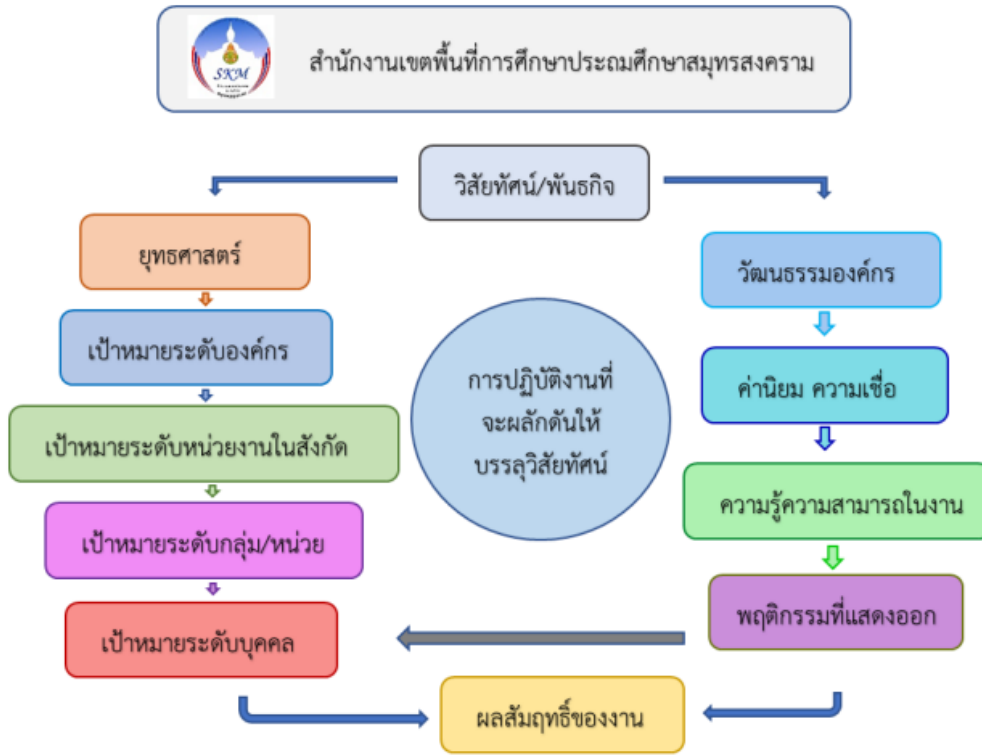 สำนักงานเขตพื้นที่การศึกษาประถมศึกษาสมุทรสงคราม
SKM
วิสัยทัศน์/พันธกิจ
ยุทธศาสตร์
เป้าหมายระดับองค์กร
เป้าหมายระดับหน่วยงานในสังกัด
เป้าหมายระดับกลุ่ม/หน่วย
เป้าหมายระดับบุคคล
การปฏิบัติงานที่
จะผลักดันให้
บรรลุวิสัยทัศน์
วัฒนธรรมองค์กร
ค่านิยม ความเชื่อ
ความรู้ความสามารถในงาน
พฤติกรรมที่แสดงออก
ผลสัมฤทธิ์ของงาน